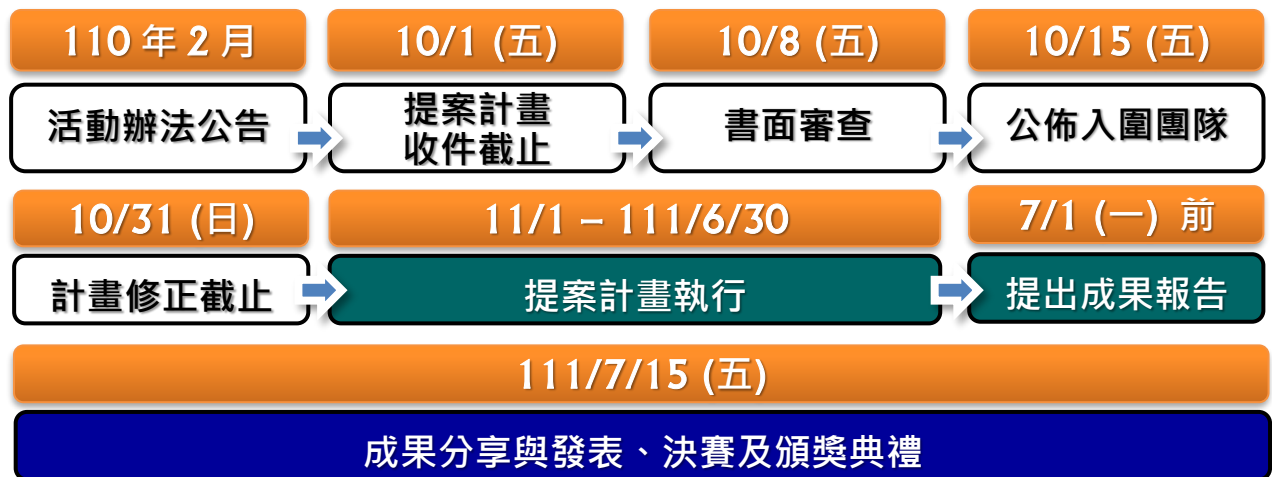 110 年 2 月
10/1 (五)
10/8 (五)
10/15 (五)
活動辦法公告
提案計畫
收件截止
書面審查
公佈入圍團隊
10/31 (日)
11/1 – 111/6/30
7/1 (一) 前
計畫修正截止
提案計畫執行
提出成果報告
111/7/15 (五)
成果分享與發表、決賽及頒獎典禮